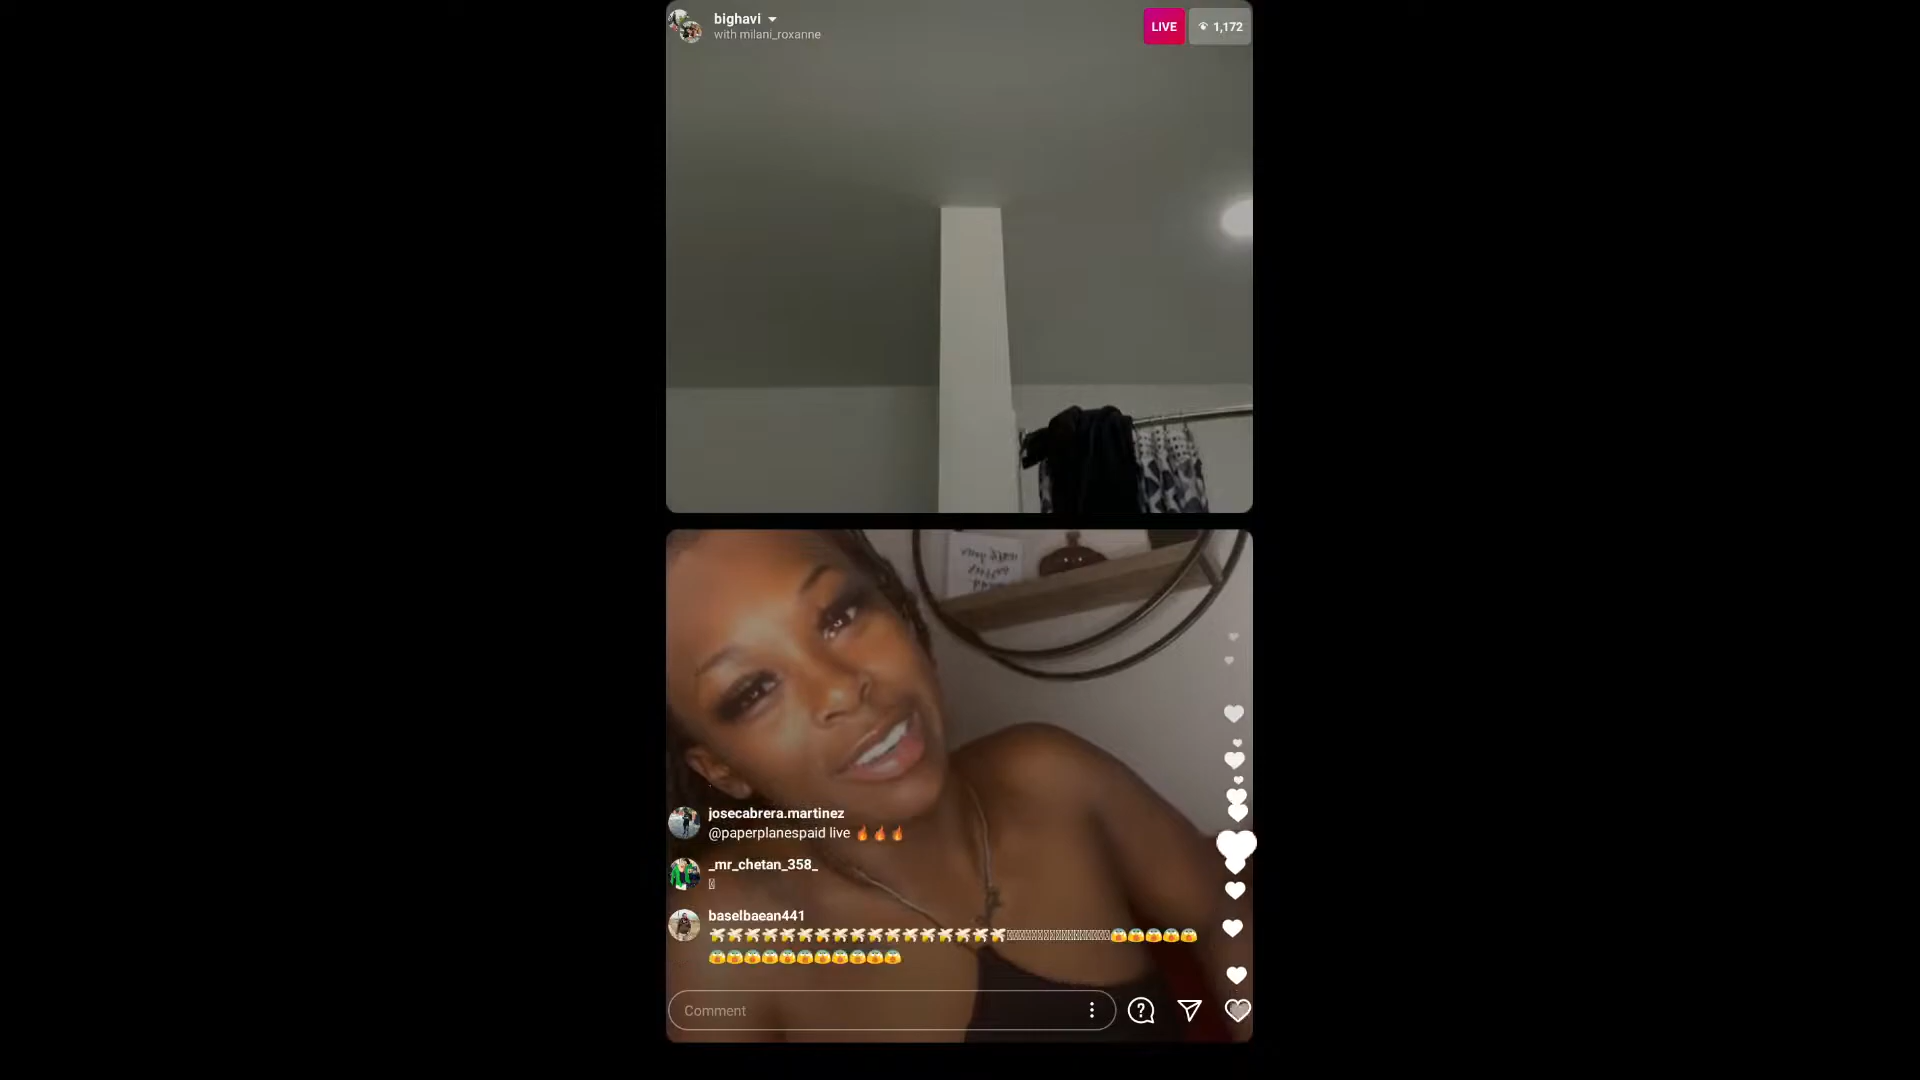 bighavi
with milani_roxanne
LIVE
1,172
josecabrera.martinez
@paperplanespaid live 🔥🔥🔥
_mr_chetan_358_
baselbaean441
🍌🍌🍌🍌🍌🍌🍌🍌🍌🍌🍌🍌🍌🍌🍌🍌🍌😱😱😱😱😱
😱😱😱😱😱😱😱😱😱😱😱
Comment